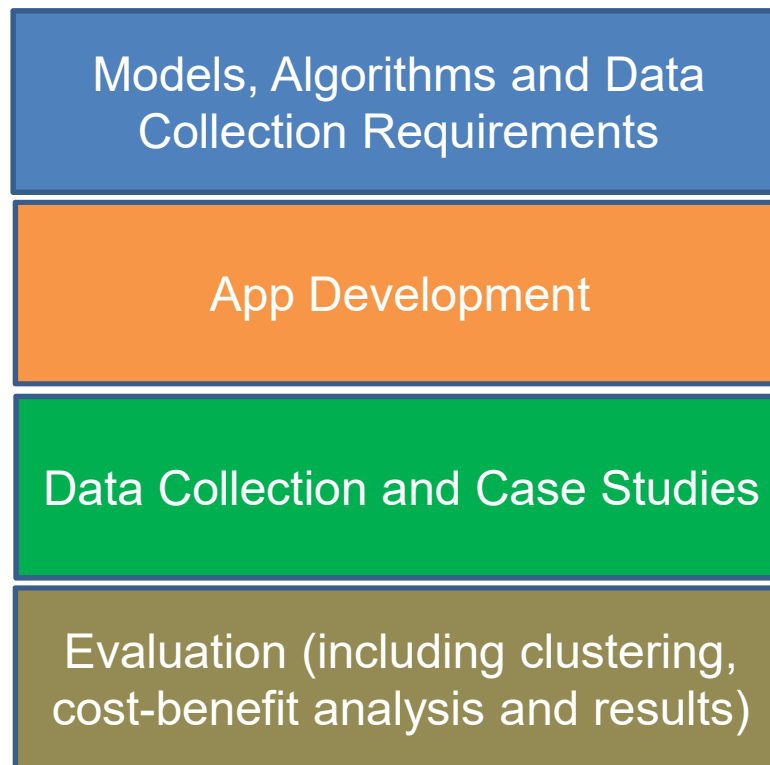 Models, Algorithms and Data
Collection Requirements
App Development
Data Collection and Case Studies
Evaluation (including clustering,
cost-benefit analysis and results)